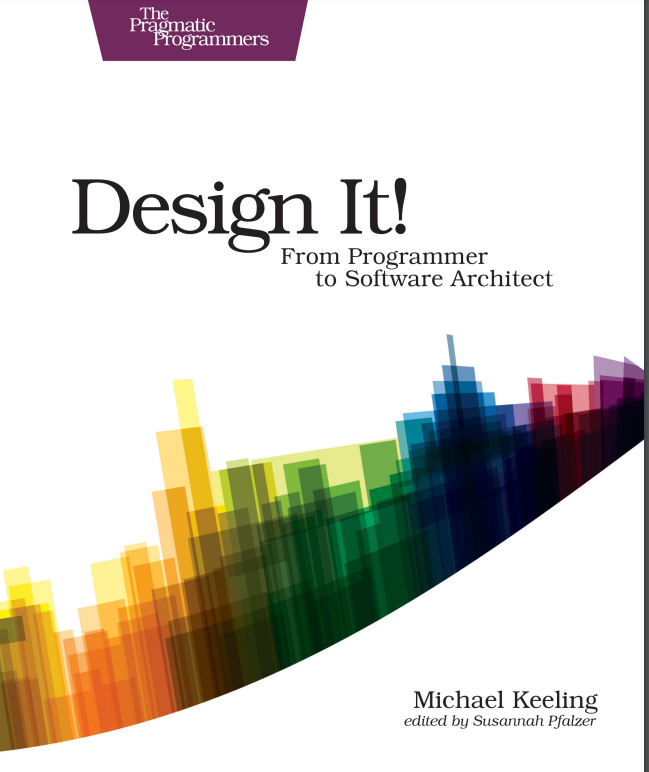 The
Pragmatic
Programmers
Design It!
From Programmer
to Software Architect
Michael Keeling
edited by Susannah Pfalzer